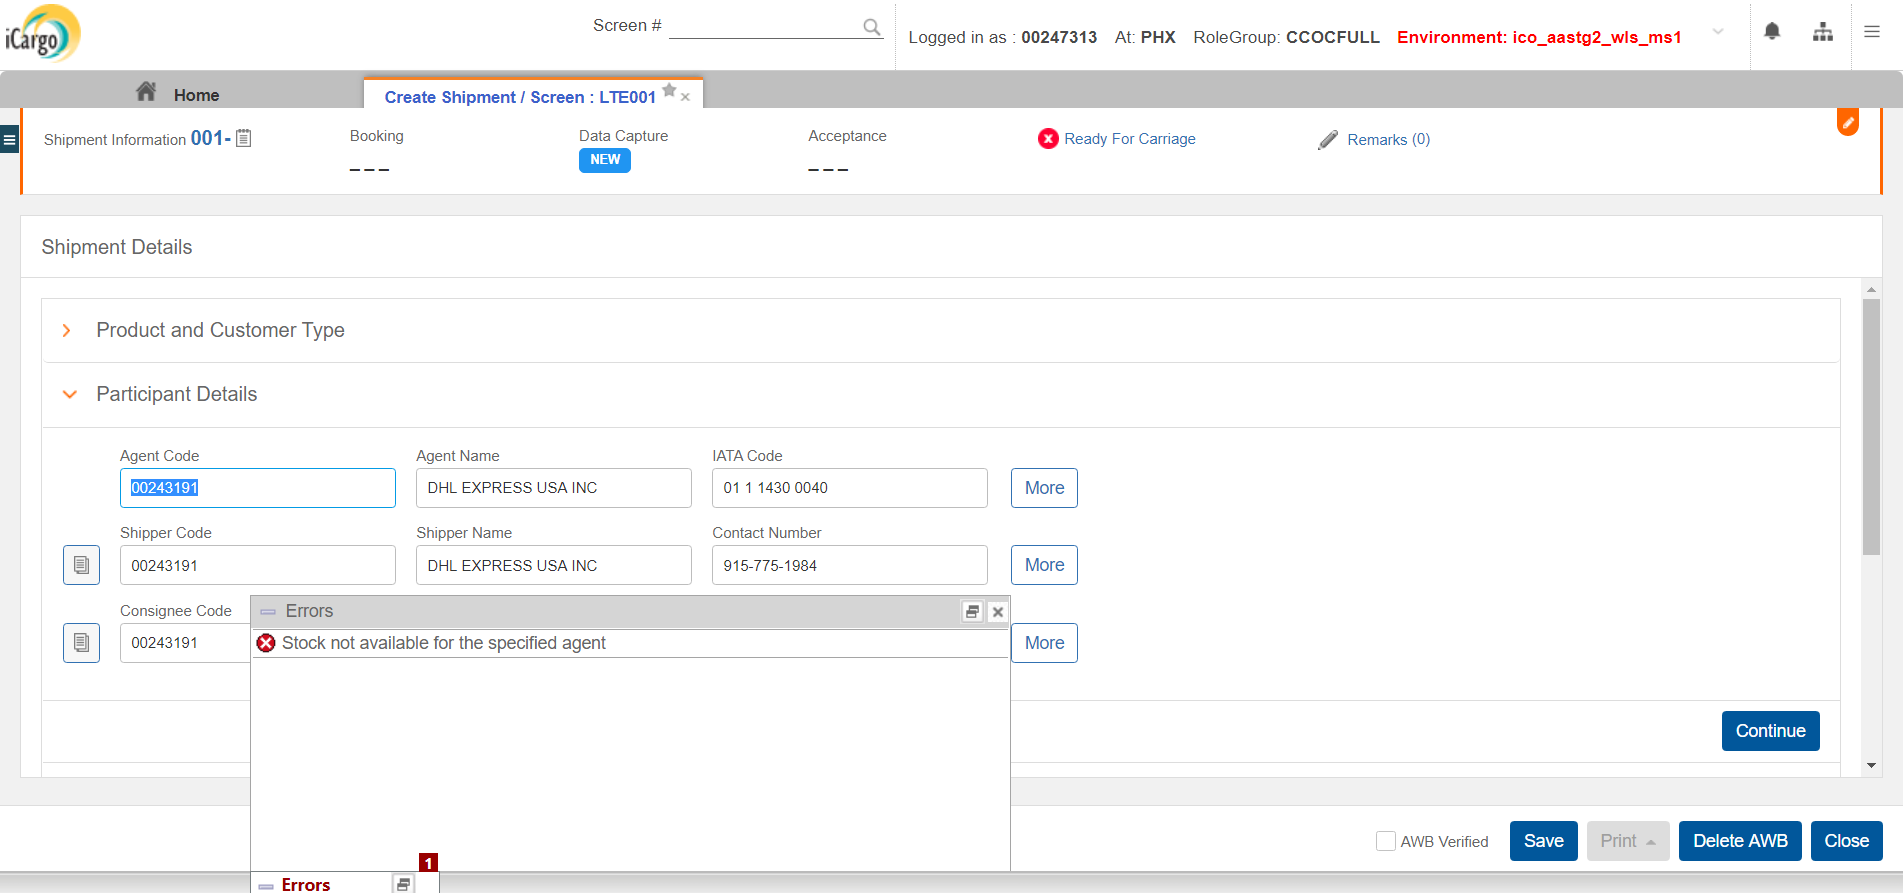 iCargo
Screen #
Logged in as : 00247313 At: PHX RoleGroup: CCOCFULL Environment: ico_aastg2_wls_ms1
Home
Create Shipment / Screen : LTE001
Shipment Information 001-
Booking
Data Capture
Acceptance
Ready For Carriage
Remarks (0)
– – –
NEW
– – –
Shipment Details
Product and Customer Type
Participant Details
Agent Code
Agent Name
IATA Code
00243191
DHL EXPRESS USA INC
01 1 1430 0040
More
Shipper Code
Shipper Name
Contact Number
00243191
DHL EXPRESS USA INC
915-775-1984
More
Consignee Code
00243191
More
Errors
Stock not available for the specified agent
Continue
AWB Verified
Save
Print
Delete AWB
Close
1
Errors